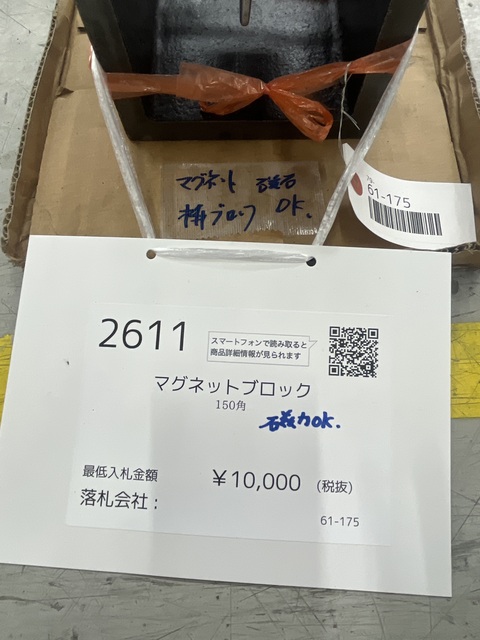 マグネット 磁石
桝ブロック OK.
61-175
2611
スマートフォンで読み取ると
商品詳細情報が見られます
マグネットブロック
150角
磁力OK.
最低入札金額 ￥10,000 (税抜)
落札会社：
61-175